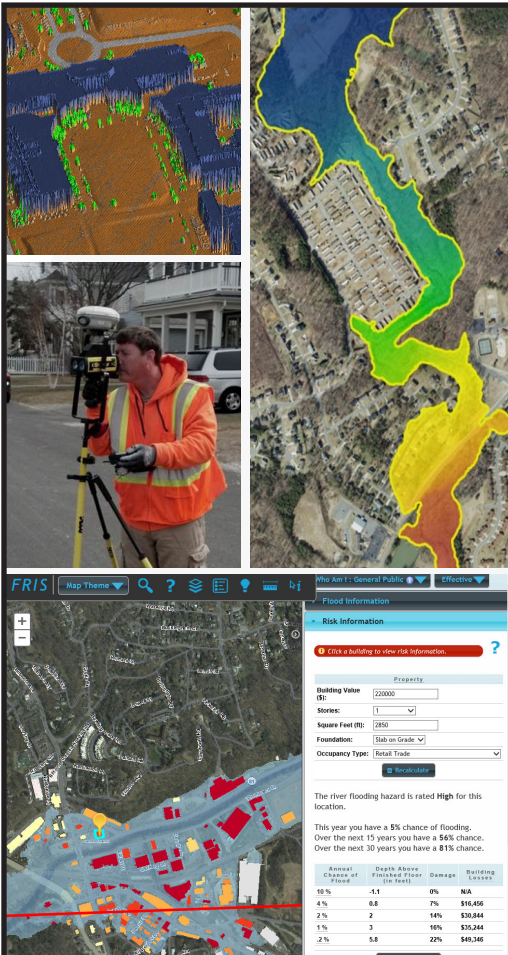 FRIS
Map Theme
?
i
Who Am I : General Public
Effective
Flood Information
Risk Information
+
−
Click a building to view risk information.
?
Property
Building Value ($): 220000
Stories: 1
Square Feet (ft): 2850
Foundation: Slab on Grade
Occupancy Type: Retail Trade
Recalculate
The river flooding hazard is rated High for this
location.
This year you have a 5% chance of flooding.
Over the next 15 years you have a 56% chance.
Over the next 30 years you have a 81% chance.
Annual Chance of Flood Depth Above Finished Floor (in feet) Damage Building Losses
10 % -1.1 0% N/A
4 % 0.8 7% $16,456
2 % 2 14% $30,844
1 % 3 16% $35,244
.2 % 5.8 22% $49,346